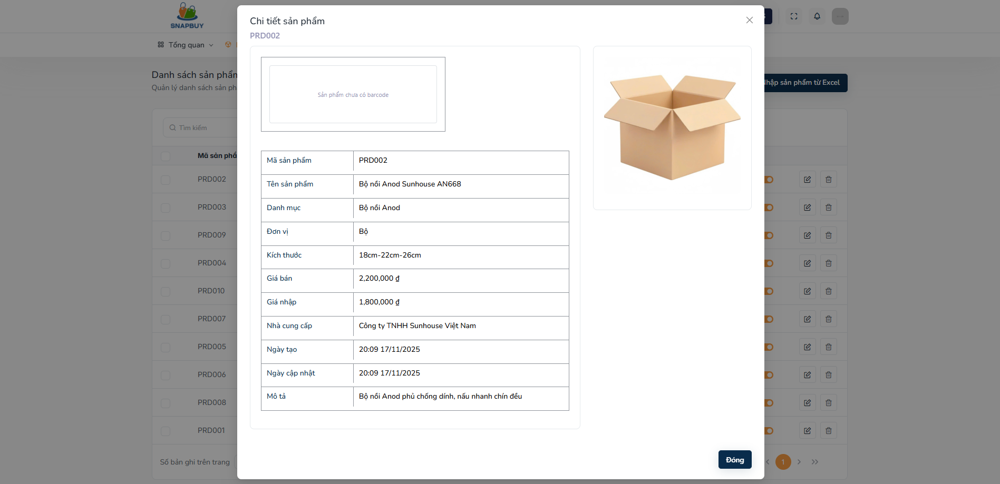 SNAPBUY
Tổng quan
Danh sách sản phẩm
Quản lý danh sách sản ph
Nhập sản phẩm từ Excel
Tìm kiếm
Mã sản phẩ
PRD002
PRD003
PRD009
PRD004
PRD010
PRD007
PRD005
PRD006
PRD008
PRD001
Số bản ghi trên trang
1
Chi tiết sản phẩm
PRD002
Sản phẩm chưa có barcode
Mã sản phẩm PRD002
Tên sản phẩm Bộ nồi Anod Sunhouse AN668
Danh mục Bộ nồi Anod
Đơn vị Bộ
Kích thước 18cm-22cm-26cm
Giá bán 2,200,000 ₫
Giá nhập 1,800,000 ₫
Nhà cung cấp Công ty TNHH Sunhouse Việt Nam
Ngày tạo 20:09 17/11/2025
Ngày cập nhật 20:09 17/11/2025
Mô tả Bộ nồi Anod phủ chống dính, nấu nhanh chín đều
Đóng